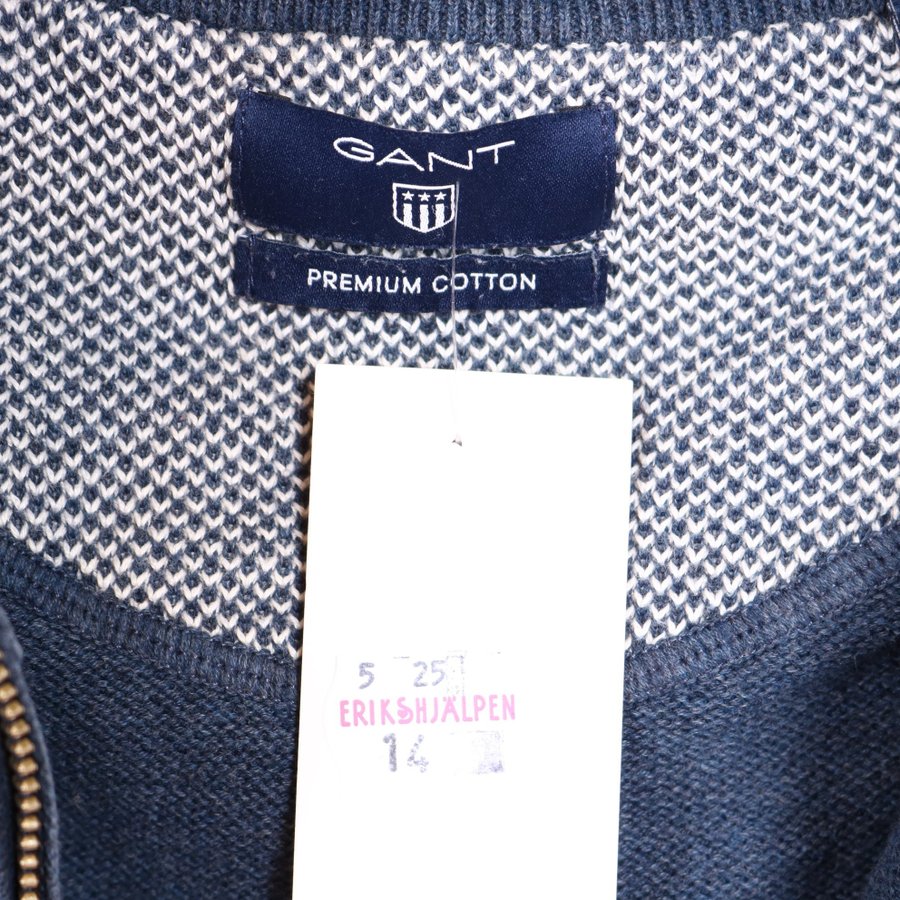 GANT
PREMIUM COTTON
5 25
ERIKSHJÄLPEN
14